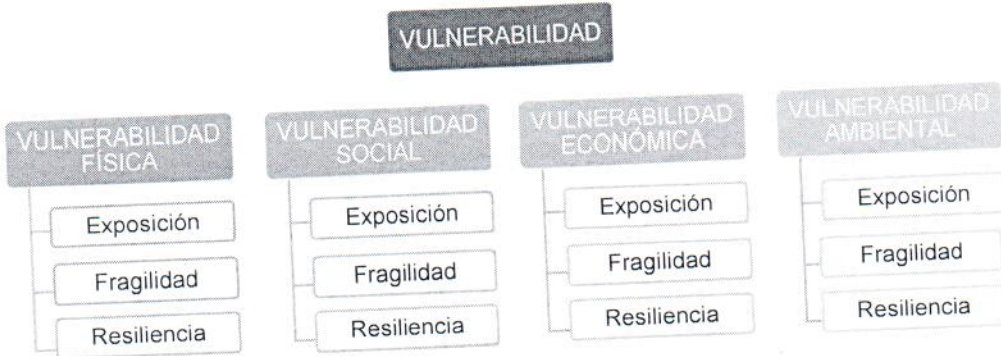 VULNERABILIDAD
VULNERABILIDAD
FÍSICA
Exposición
Fragilidad
Resiliencia
VULNERABILIDAD
SOCIAL
Exposición
Fragilidad
Resiliencia
VULNERABILIDAD
ECONÓMICA
Exposición
Fragilidad
Resiliencia
VULNERABILIDAD
AMBIENTAL
Exposición
Fragilidad
Resiliencia